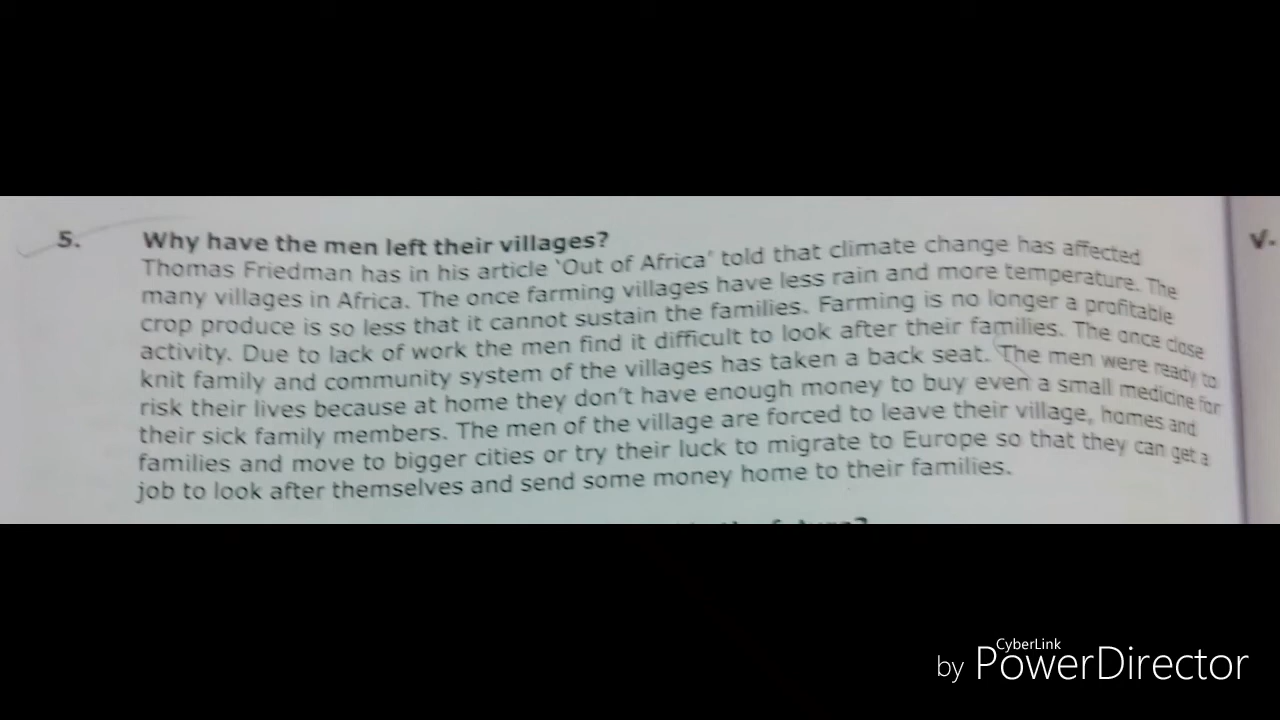 5. Why have the men left their villages?
Thomas Friedman has in his article 'Out of Africa' told that climate change has affected
many villages in Africa. The once farming villages have less rain and more temperature. The
crop produce is so less that it cannot sustain the families. Farming is no longer a profitable
activity. Due to lack of work the men find it difficult to look after their families. The once close
knit family and community system of the villages has taken a back seat. The men were ready to
risk their lives because at home they don't have enough money to buy even a small medicine for
their sick family members. The men of the village are forced to leave their village, homes and
families and move to bigger cities or try their luck to migrate to Europe so that they can get a
job to look after themselves and send some money home to their families.
V.
CyberLink
by PowerDirector